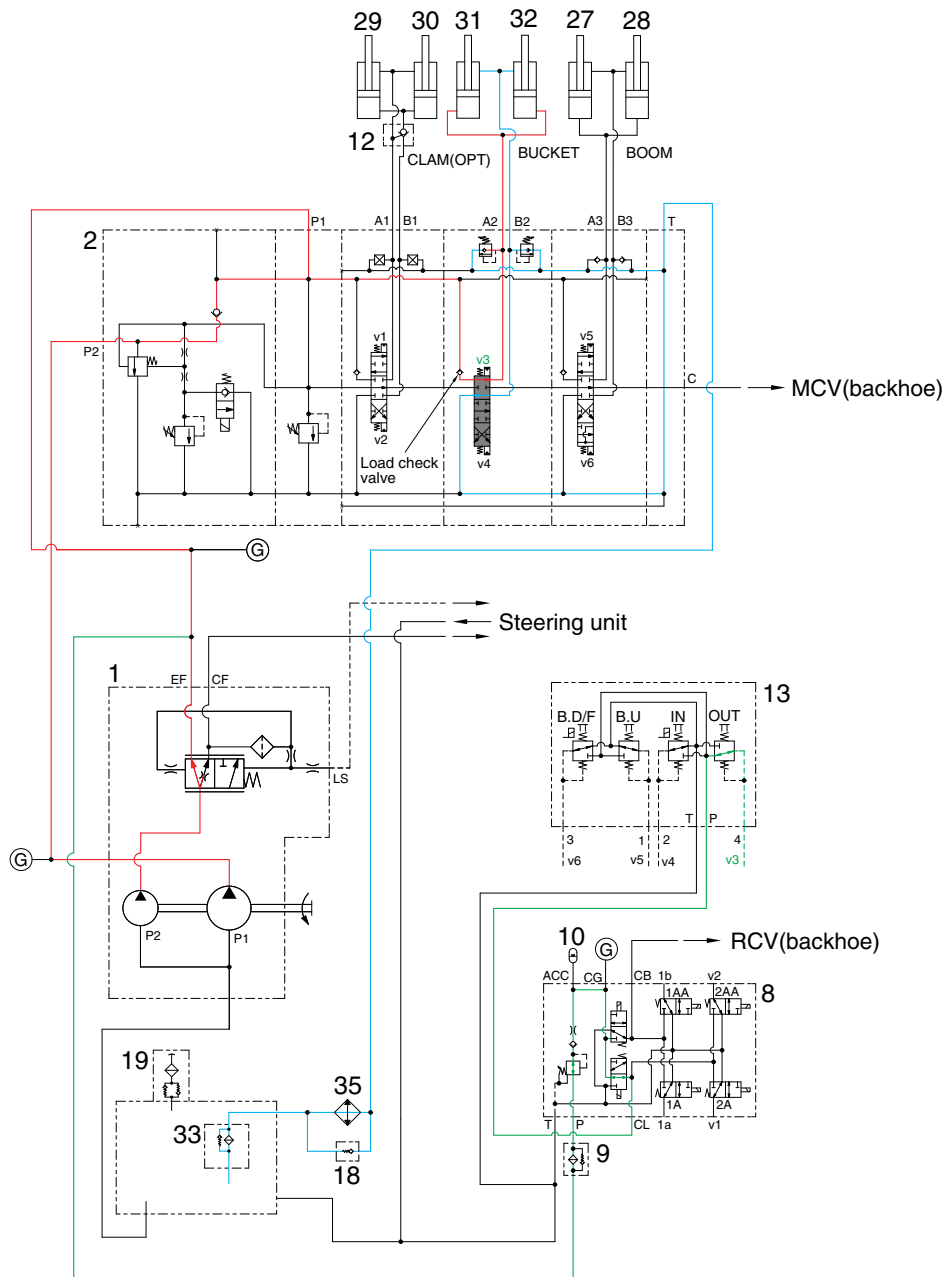 29 30 31 32 27 28
12
CLAM(OPT) BUCKET BOOM
P1 A1 B1 A2 B2 A3 B3 T
2
P2
v1 v3 v5
C
MCV(backhoe)
v2 v4 v6
Load check
valve
G
Steering unit
1
EF CF
LS
13
B.D/F B.U IN OUT
T P
3 1 2 4
v6 v5 v4 v3
G
P2 P1
10 G
RCV(backhoe)
ACC CG CB 1b v2
8
1AA 2AA
1A 2A
T P CL 1a v1
9
19
35
33
18